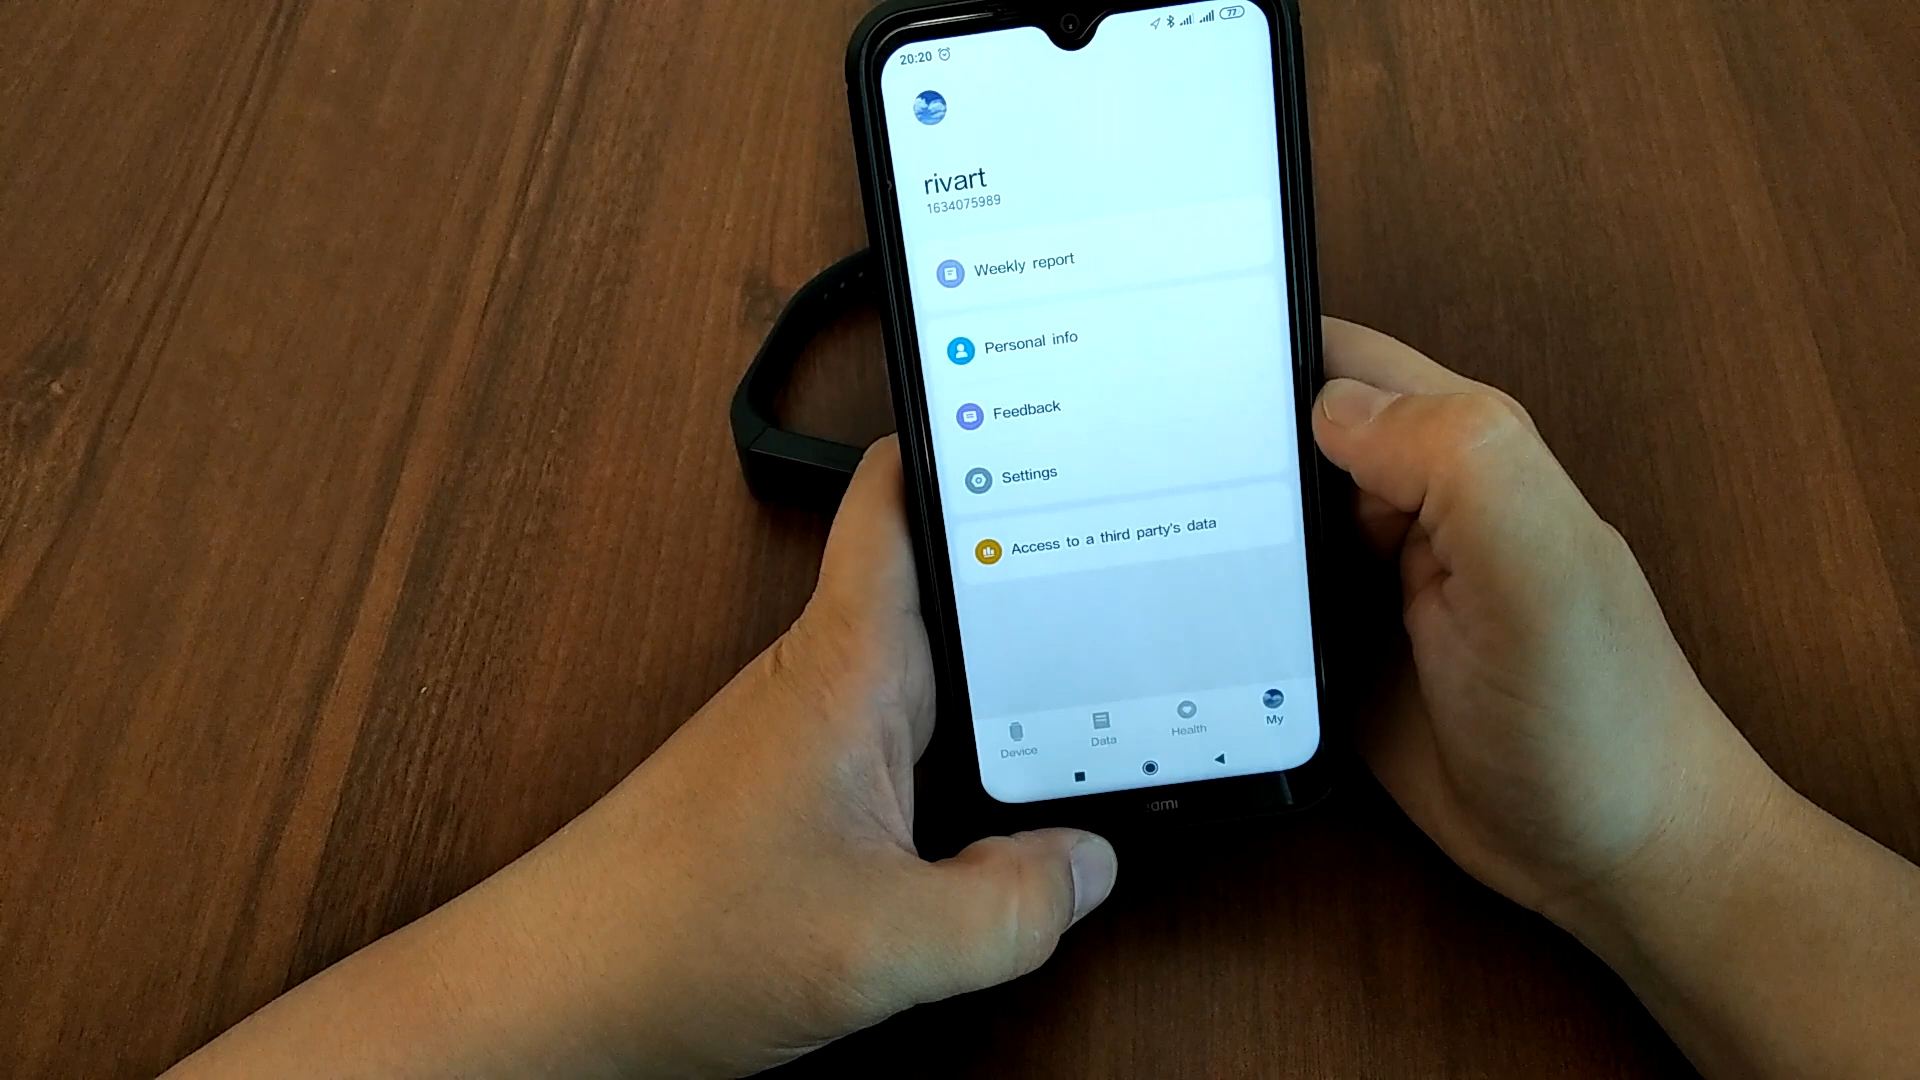 20:20
77
rivart
1634075989
Weekly report
Personal info
Feedback
Settings
Access to a third party's data
Device
Data
Health
My